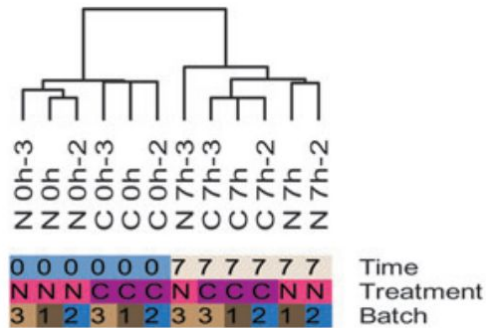 N 0h-3
N 0h
N 0h-2
C 0h-3
C 0h
C 0h-2
N 7h-3
C 7h-3
C 7h
C 7h-2
N 7h
N 7h-2
0 0 0 0 0 0 7 7 7 7 7 7 Time
N N N C C C N C C C N N Treatment
3 1 2 3 1 2 3 3 1 2 1 2 Batch